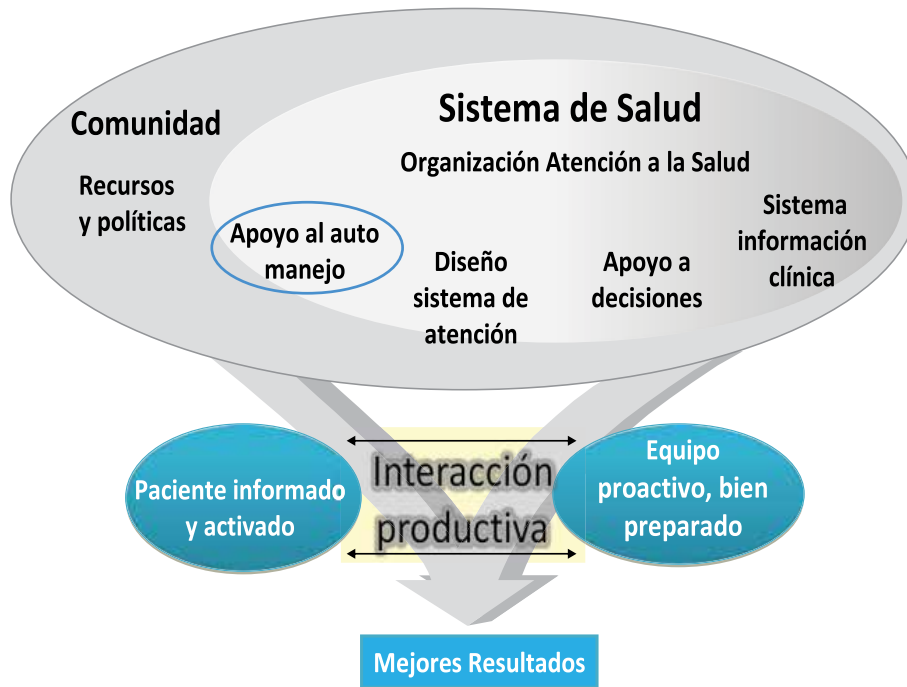 Comunidad
Recursos
y políticas
Sistema de Salud
Organización Atención a la Salud
Apoyo al auto
manejo
Diseño
sistema de
atención
Apoyo a
decisiones
Sistema
información
clínica
Paciente informado
y activado
Interacción
productiva
Equipo
proactivo, bien
preparado
Mejores Resultados